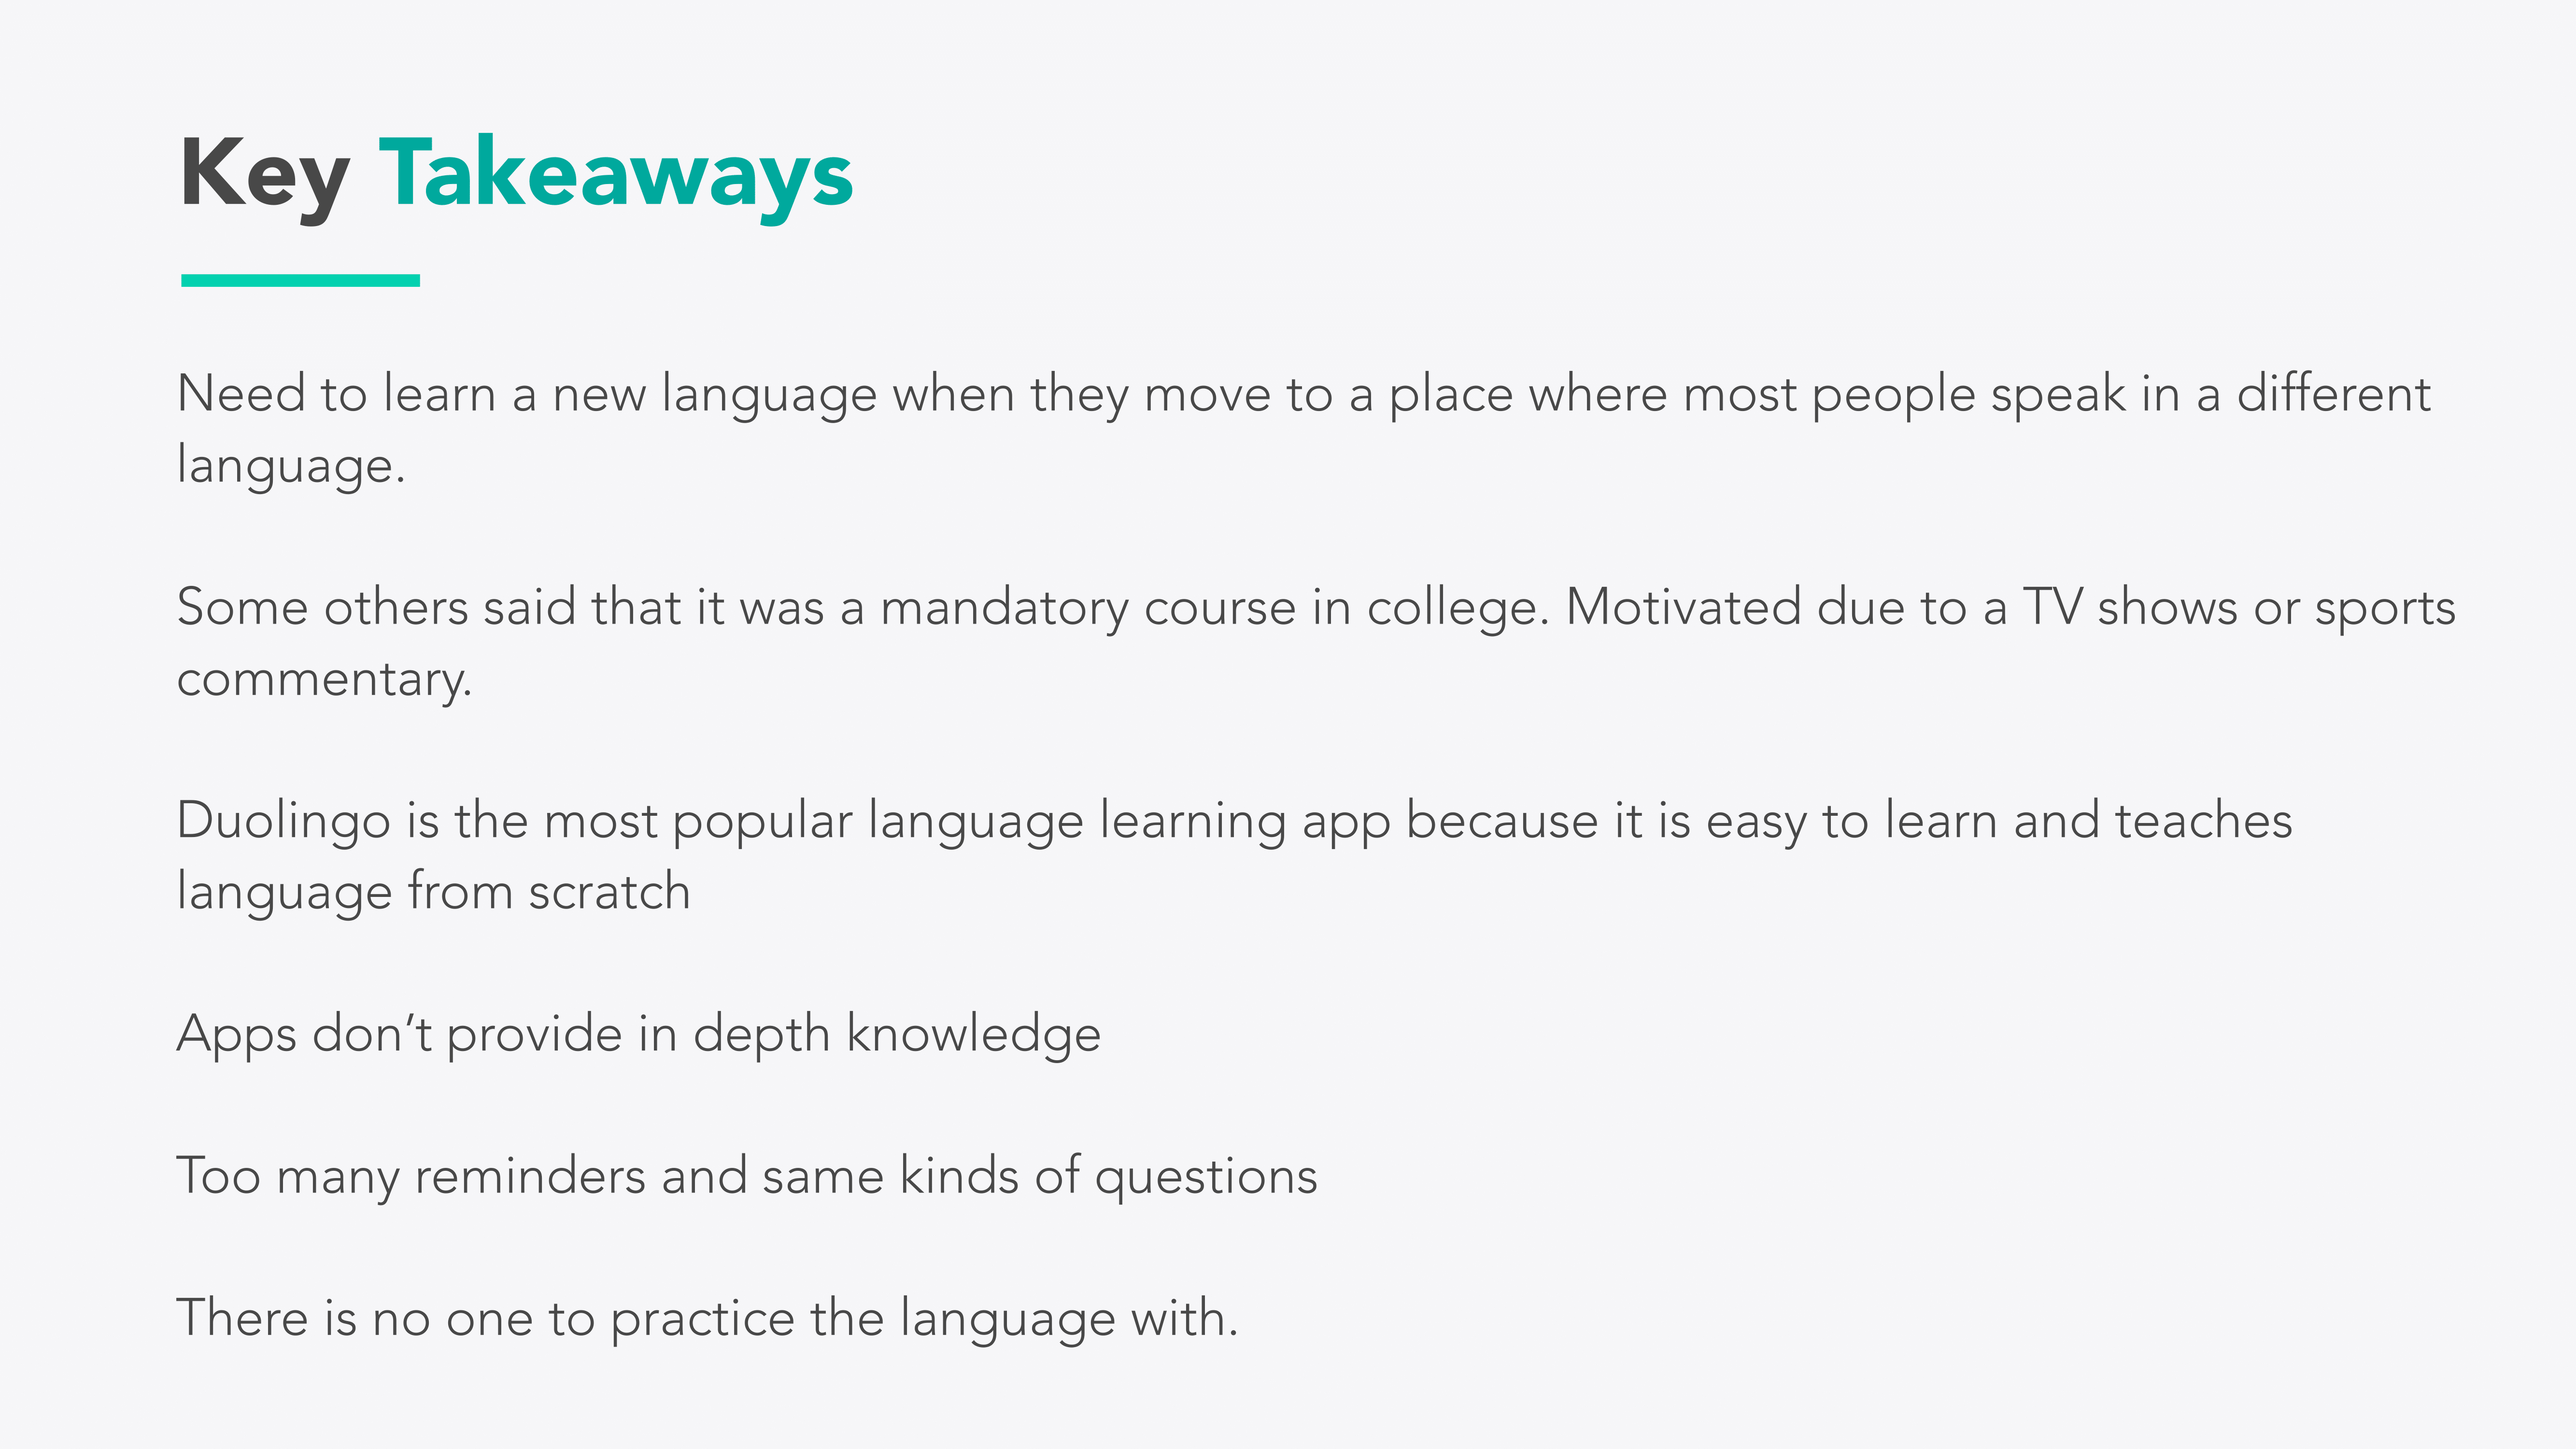 Key Takeaways
Need to learn a new language when they move to a place where most people speak in a different
language.
Some others said that it was a mandatory course in college. Motivated due to a TV shows or sports
commentary.
Duolingo is the most popular language learning app because it is easy to learn and teaches
language from scratch
Apps don’t provide in depth knowledge
Too many reminders and same kinds of questions
There is no one to practice the language with.